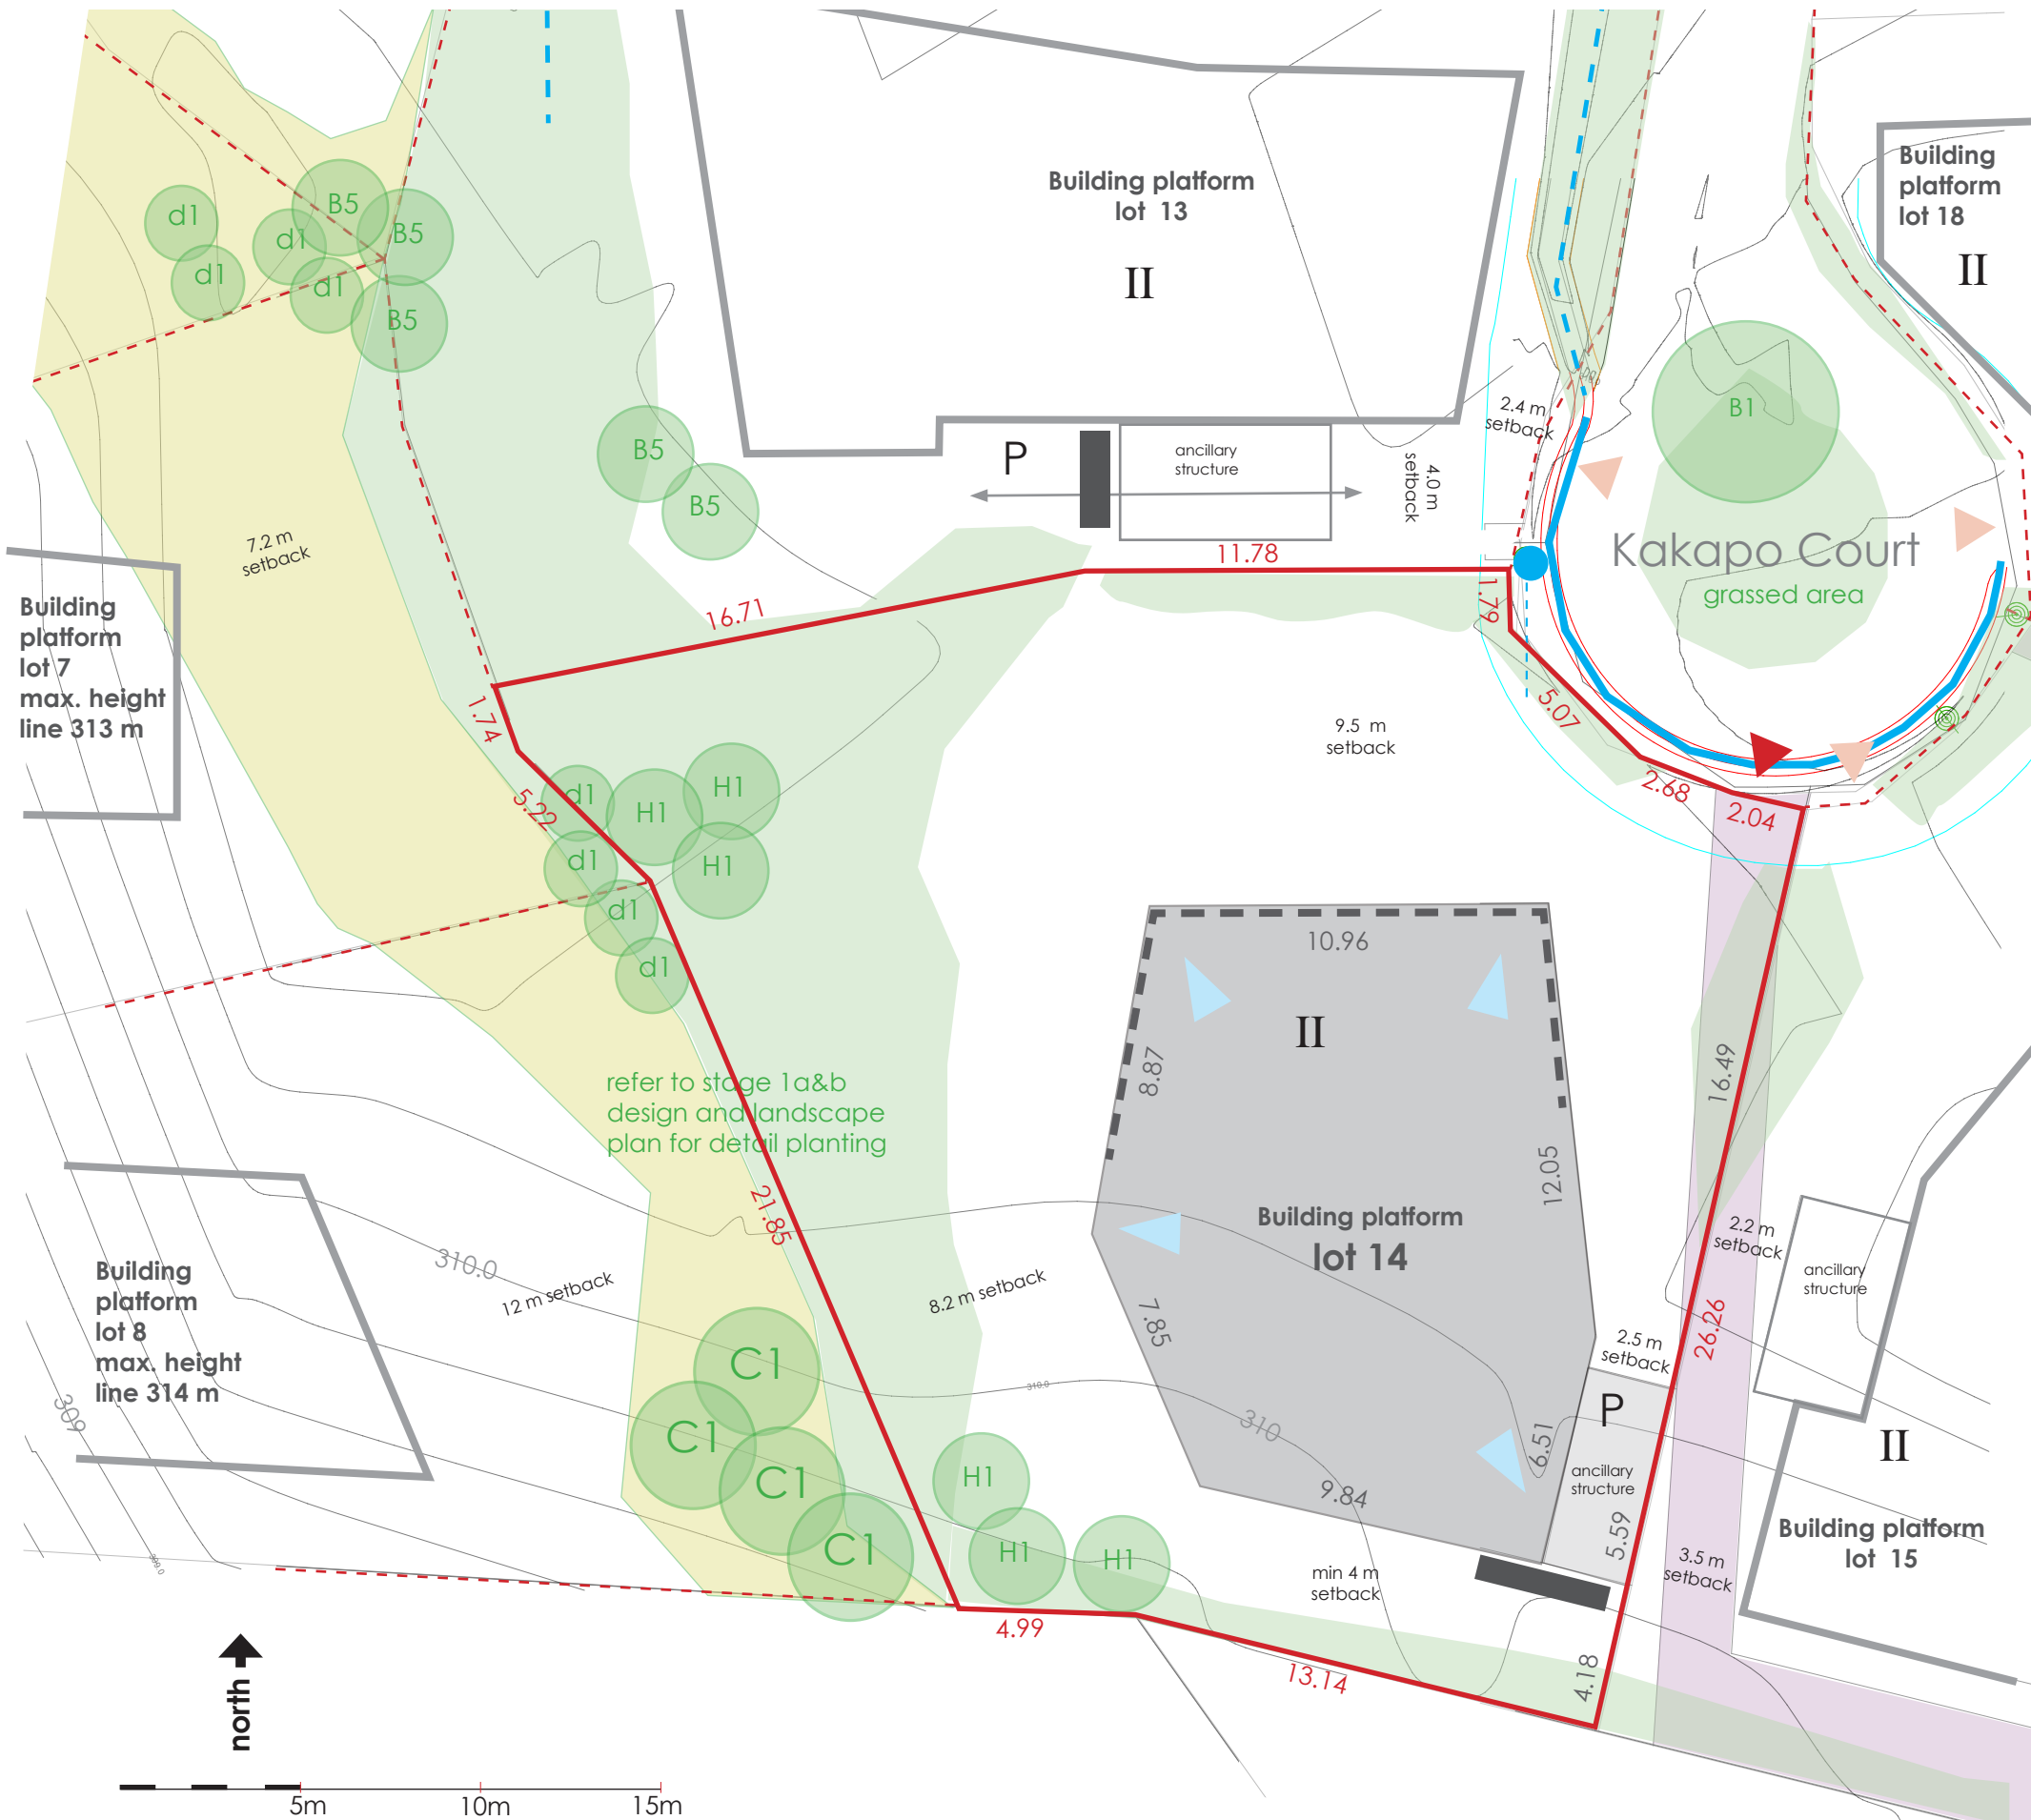 Building platform
lot 13
II
Building
platform
lot 18
II
d1
d1
d1
d1
B5
B5
B5
B5
B5
B1
2.4 m
setback
P
ancillary
structure
4.0 m
setback
7.2 m
setback
11.78
Kakapo Court
grassed area
1.79
16.71
Building
platform
lot 7
max. height
line 313 m
1.74
5.07
9.5 m
setback
2.68
2.04
5.22
d1
H1
H1
d1
H1
d1
d1
10.96
II
8.87
16.49
refer to stage 1a&b
design and landscape
plan for detail planting
12.05
21.85
Building platform
lot 14
2.2 m
setback
310.0
12 m setback
8.2 m setback
7.85
ancillary
structure
Building
platform
lot 8
max. height
line 314 m
309
26.26
2.5 m
setback
C1
C1
C1
C1
310.0
310
P
6.51
II
ancillary
structure
9.84
H1
H1
H1
5.59
Building platform
lot 15
309.0
min 4 m
setback
3.5 m
setback
4.99
13.14
4.18
north
5m
10m
15m